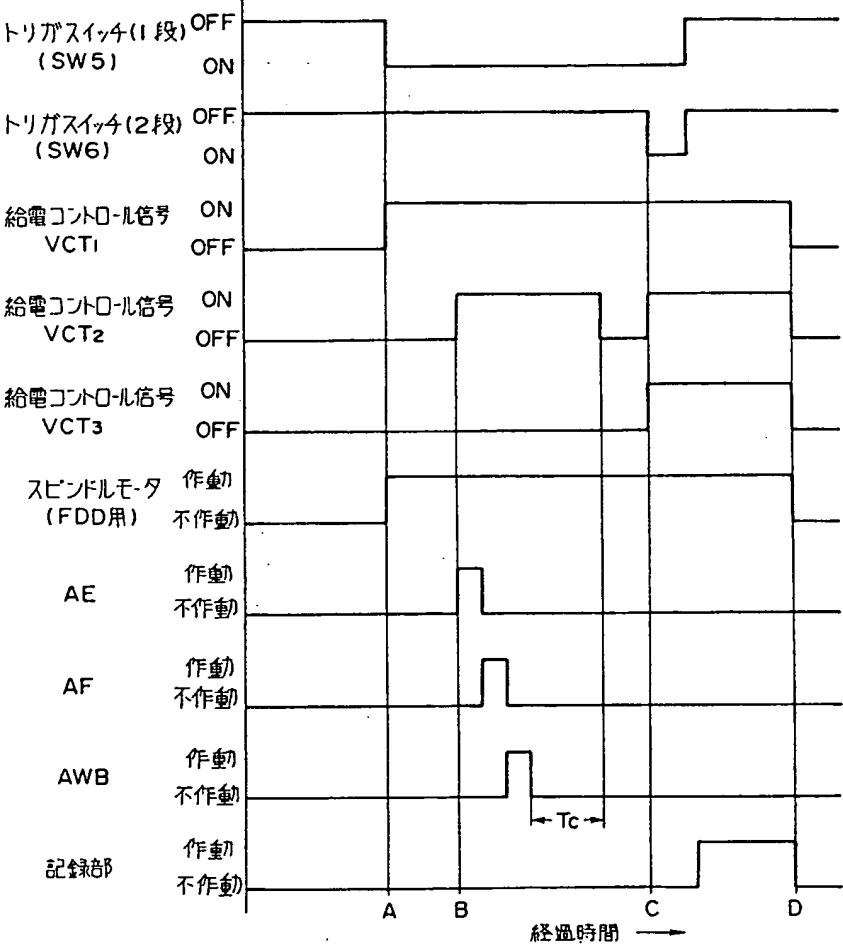 トリガスイッチ(1段) OFF
(SW5) ON
トリガスイッチ(2段) OFF
(SW6) ON
給電コントロール信号 ON
VCT1 OFF
給電コントロール信号 ON
VCT2 OFF
給電コントロール信号 ON
VCT3 OFF
スピンドルモータ 作動
(FDD用) 不作動
AE 作動
不作動
AF 作動
不作動
AWB 作動
不作動
Tc
記録部 作動
不作動
A B C D
経過時間